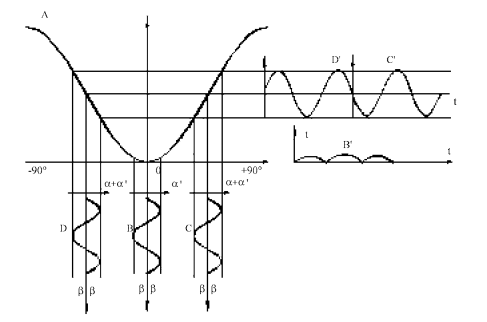 A
D' C'
t
t
B'
t
-90° 0 +90°
α+α' α' α+α'
D B C
β β β β β β